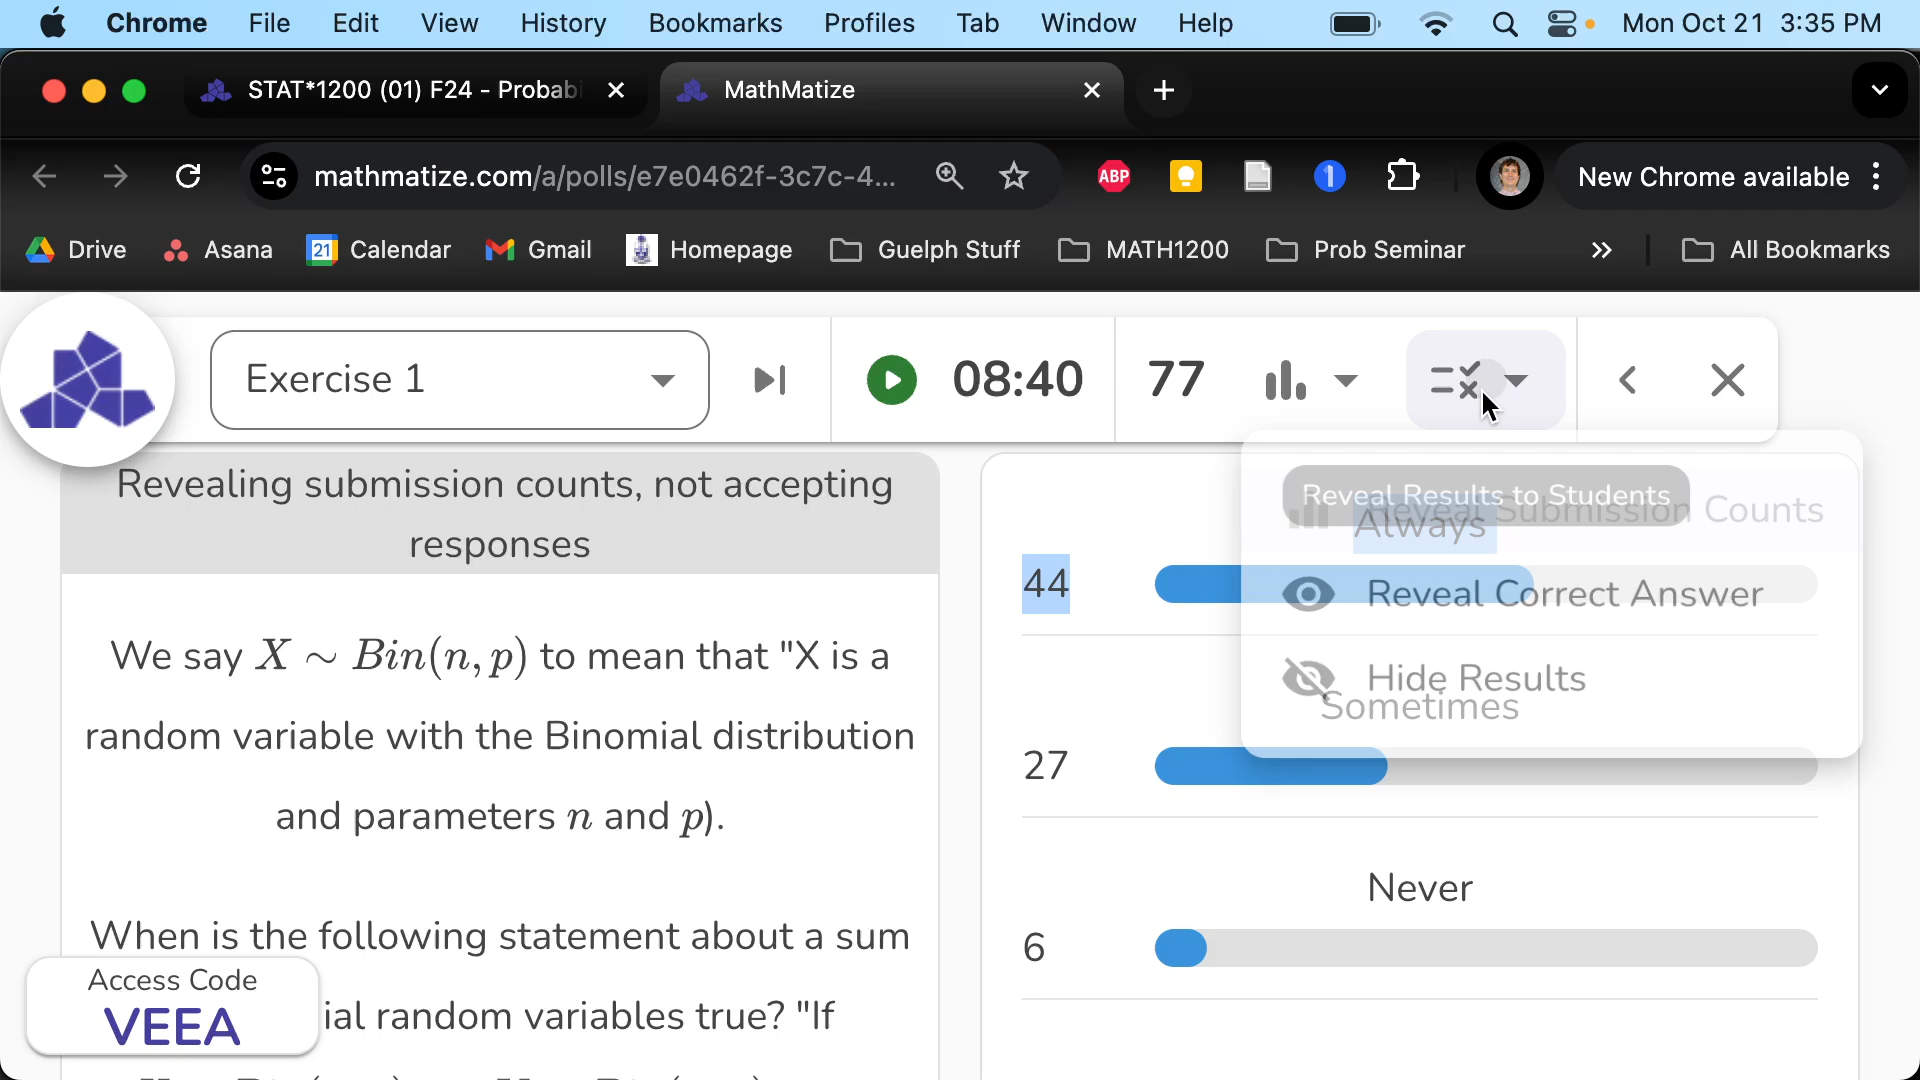 Chrome File Edit View History Bookmarks Profiles Tab Window Help Mon Oct 21 3:35 PM
STAT*1200 (01) F24 - Probabi MathMatize
mathmatize.com/a/polls/e7e0462f-3c7c-4... ABP 1 New Chrome available
Drive Asana 21 Calendar Gmail Homepage Guelph Stuff MATH1200 Prob Seminar All Bookmarks
Exercise 1 08:40 77
Revealing submission counts, not accepting
responses
We say X ∼ Bin(n, p) to mean that "X is a
random variable with the Binomial distribution
and parameters n and p).
When is the following statement about a sum
ial random variables true? "If
Access Code
VEEA
Reveal Results to Students
Reveal Submission Counts
Always
44
Reveal Correct Answer
Hide Results
Sometimes
27
Never
6